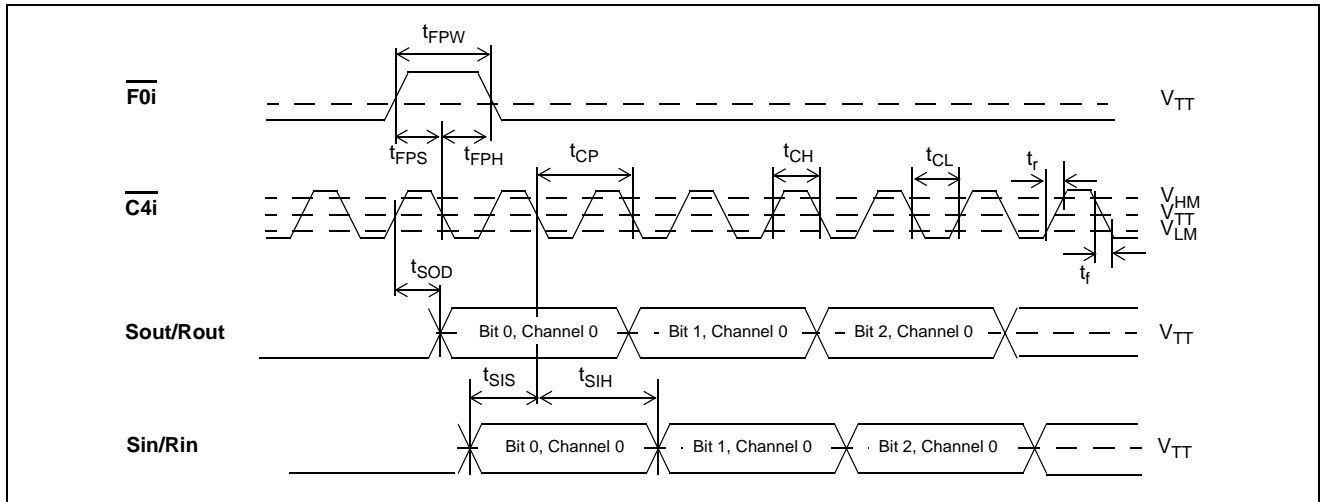 tFPW
F0i
VTT
tFPS
tFPH
tCP
tCH
tCL
tr
C4i
VHM
VTT
VLM
tf
tSOD
Sout/Rout
Bit 0, Channel 0
Bit 1, Channel 0
Bit 2, Channel 0
VTT
tSIS
tSIH
Sin/Rin
Bit 0, Channel 0
Bit 1, Channel 0
Bit 2, Channel 0
VTT